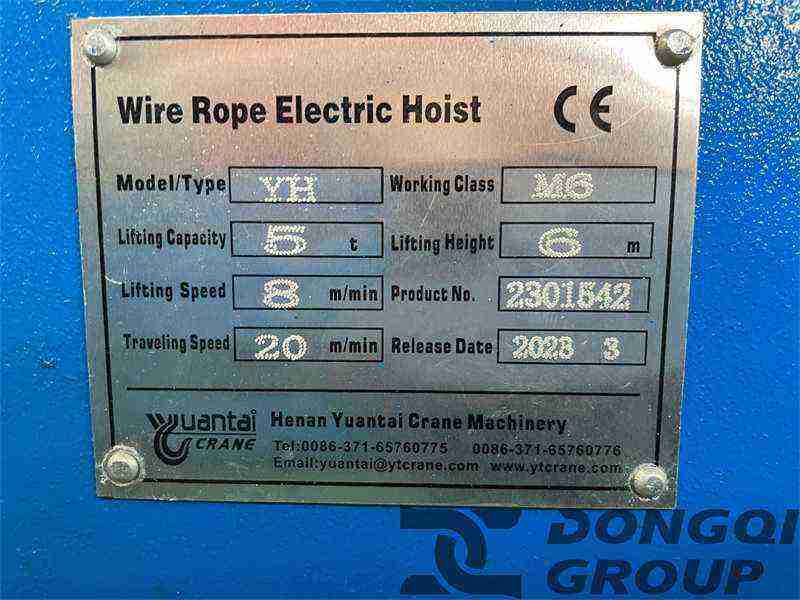 Wire Rope Electric Hoist CE
Model/Type YH Working Class M6
Lifting Capacity 5 t Lifting Height 6 m
Lifting Speed 8 m/min Product No. 2301542
Traveling Speed 20 m/min Release Date 2023 3
Yuantai CRANE
Henan Yuantai Crane Machinery
Tel:0086-371-65760775 0086-371-65760776
Email:yuantai@ytcrane.com www.ytcrane.com
DONGQI
GROUP